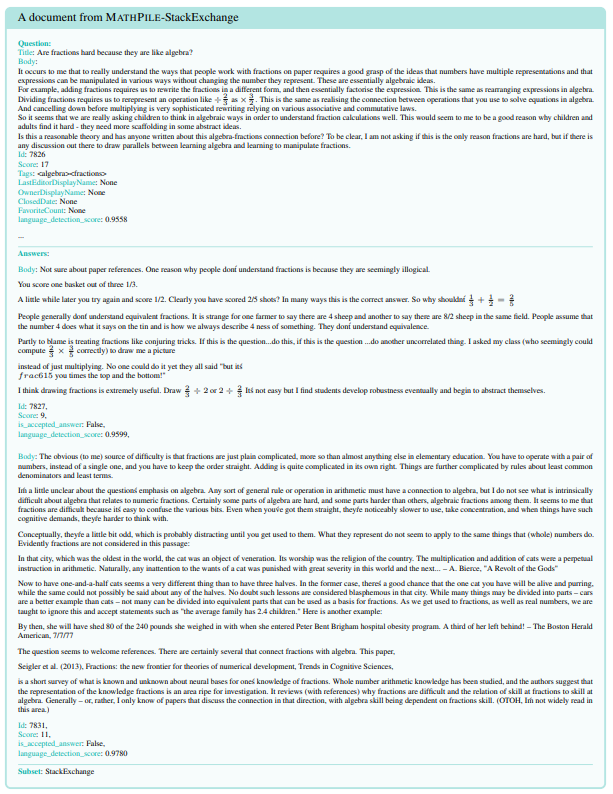 A document from MATHPILE-StackExchange
Question:
Title: Are fractions hard because they are like algebra?
Body:
It occurs to me that to really understand the ways that people work with fractions on paper requires a good grasp of the ideas that numbers have multiple representations and that
expressions can be manipulated in various ways without changing the number they represent. These are essentially algebraic ideas.
For example, adding fractions requires us to rewrite the fractions in a different form, and then essentially factorise the expression. This is the same as rearranging expressions in algebra.
Dividing fractions requires us to rerepresent an operation like ÷ 2/3 as × 3/2. This is the same as realising the connection between operations that you use to solve equations in algebra.
And cancelling down before multiplying is very sophisticated rewriting relying on various associative and commutative laws.
So it seems that we are really asking children to think in algebraic ways in order to understand fraction calculations well. This would seem to me to be a good reason why children and
adults find it hard - they need more scaffolding in some abstract ideas.
Is this a reasonable theory and has anyone written about this algebra-fractions connection before? To be clear, I am not asking if this is the only reason fractions are hard, but if there is
any discussion out there to draw parallels between learning algebra and learning to manipulate fractions.
Id: 7826
Score: 17
Tags: <algebra><fractions>
LastEditorDisplayName: None
OwnerDisplayName: None
ClosedDate: None
FavoriteCount: None
language_detection_score: 0.9558
—
Answers:
Body: Not sure about paper references. One reason why people dont́ understand fractions is because they are seemingly illogical.
You score one basket out of three 1/3.
A little while later you try again and score 1/2. Clearly you have scored 2/5 shots? In many ways this is the correct answer. So why shouldnt́ 1/3 + 1/2 = 2/5
People generally dont́ understand equivalent fractions. It is strange for one farmer to say there are 4 sheep and another to say there are 8/2 sheep in the same field. People assume that
the number 4 does what it says on the tin and is how we always describe 4 ness of something. They dont́ understand equivalence.
Partly to blame is treating fractions like conjuring tricks. If this is the question...do this, if this is the question ...do another uncorrelated thing. I asked my class (who seemingly could
compute 2/3 × 3/5 correctly) to draw me a picture
instead of just multiplying. No one could do it yet they all said "but itś
frac615 you times the top and the bottom!"
I think drawing fractions is extremely useful. Draw 2/3 ÷ 2 or 2 ÷ 2/3 Itś not easy but I find students develop robustness eventually and begin to abstract themselves.
Id: 7827,
Score: 9,
is_accepted_answer: False,
language_detection_score: 0.9599,
Body: The obvious (to me) source of difficulty is that fractions are just plain complicated, more so than almost anything else in elementary education. You have to operate with a pair of
numbers, instead of a single one, and you have to keep the order straight. Adding is quite complicated in its own right. Things are further complicated by rules about least common
denominators and least terms.
Iḿ a little unclear about the questionś emphasis on algebra. Any sort of general rule or operation in arithmetic must have a connection to algebra, but I do not see what is intrinsically
difficult about algebra that relates to numeric fractions. Certainly some parts of algebra are hard, and some parts harder than others, algebraic fractions among them. It seems to me that
fractions are difficult because itś easy to confuse the various bits. Even when youv́e got them straight, theyŕe noticeably slower to use, take concentration, and when things have such
cognitive demands, theyŕe harder to think with.
Conceptually, theyŕe a little bit odd, which is probably distracting until you get used to them. What they represent do not seem to apply to the same things that (whole) numbers do.
Evidently fractions are not considered in this passage:
In that city, which was the oldest in the world, the cat was an object of veneration. Its worship was the religion of the country. The multiplication and addition of cats were a perpetual
instruction in arithmetic. Naturally, any inattention to the wants of a cat was punished with great severity in this world and the next... – A. Bierce, "A Revolt of the Gods"
Now to have one-and-a-half cats seems a very different thing than to have three halves. In the former case, thereś a good chance that the one cat you have will be alive and purring,
while the same could not possibly be said about any of the halves. No doubt such lessons are considered blasphemous in that city. While many things may be divided into parts – cars
are a better example than cats – not many can be divided into equivalent parts that can be used as a basis for fractions. As we get used to fractions, as well as real numbers, we are
taught to ignore this and accept statements such as "the average family has 2.4 children." Here is another example:
By then, she will have shed 80 of the 240 pounds she weighed in with when she entered Peter Bent Brigham hospital obesity program. A third of her left behind! – The Boston Herald
American, 7/7/77
The question seems to welcome references. There are certainly several that connect fractions with algebra. This paper,
Seigler et al. (2013), Fractions: the new frontier for theories of numerical development, Trends in Cognitive Sciences,
is a short survey of what is known and unknown about neural bases for oneś knowledge of fractions. Whole number arithmetic knowledge has been studied, and the authors suggest that
the representation of the knowledge fractions is an area ripe for investigation. It reviews (with references) why fractions are difficult and the relation of skill at fractions to skill at
algebra. Generally – or, rather, I only know of papers that discuss the connection in that direction, with algebra skill being dependent on fractions skill. (OTOH, Iḿ not widely read in
this area.)
Id: 7831,
Score: 11,
is_accepted_answer: False,
language_detection_score: 0.9780
Subset: StackExchange